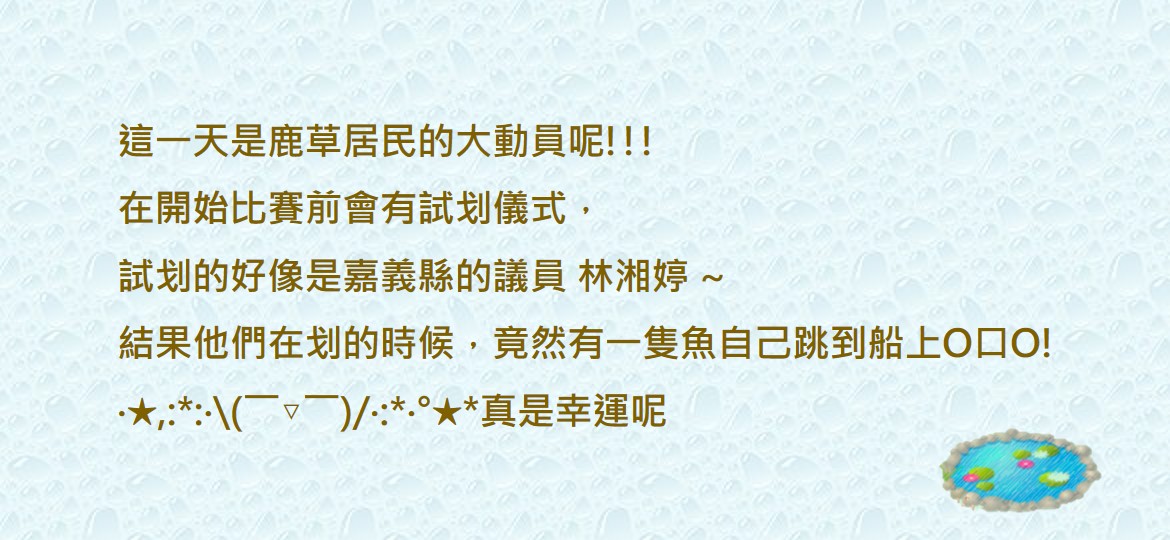 這一天是鹿草居民的大動員呢!!!
在開始比賽前會有試划儀式，
試划的好像是嘉義縣的議員 林湘婷 ~
結果他們在划的時候，竟然有一隻魚自己跳到船上O口O!
‧★,:*:‧\(￣▽￣)/‧:*‧°★*真是幸運呢